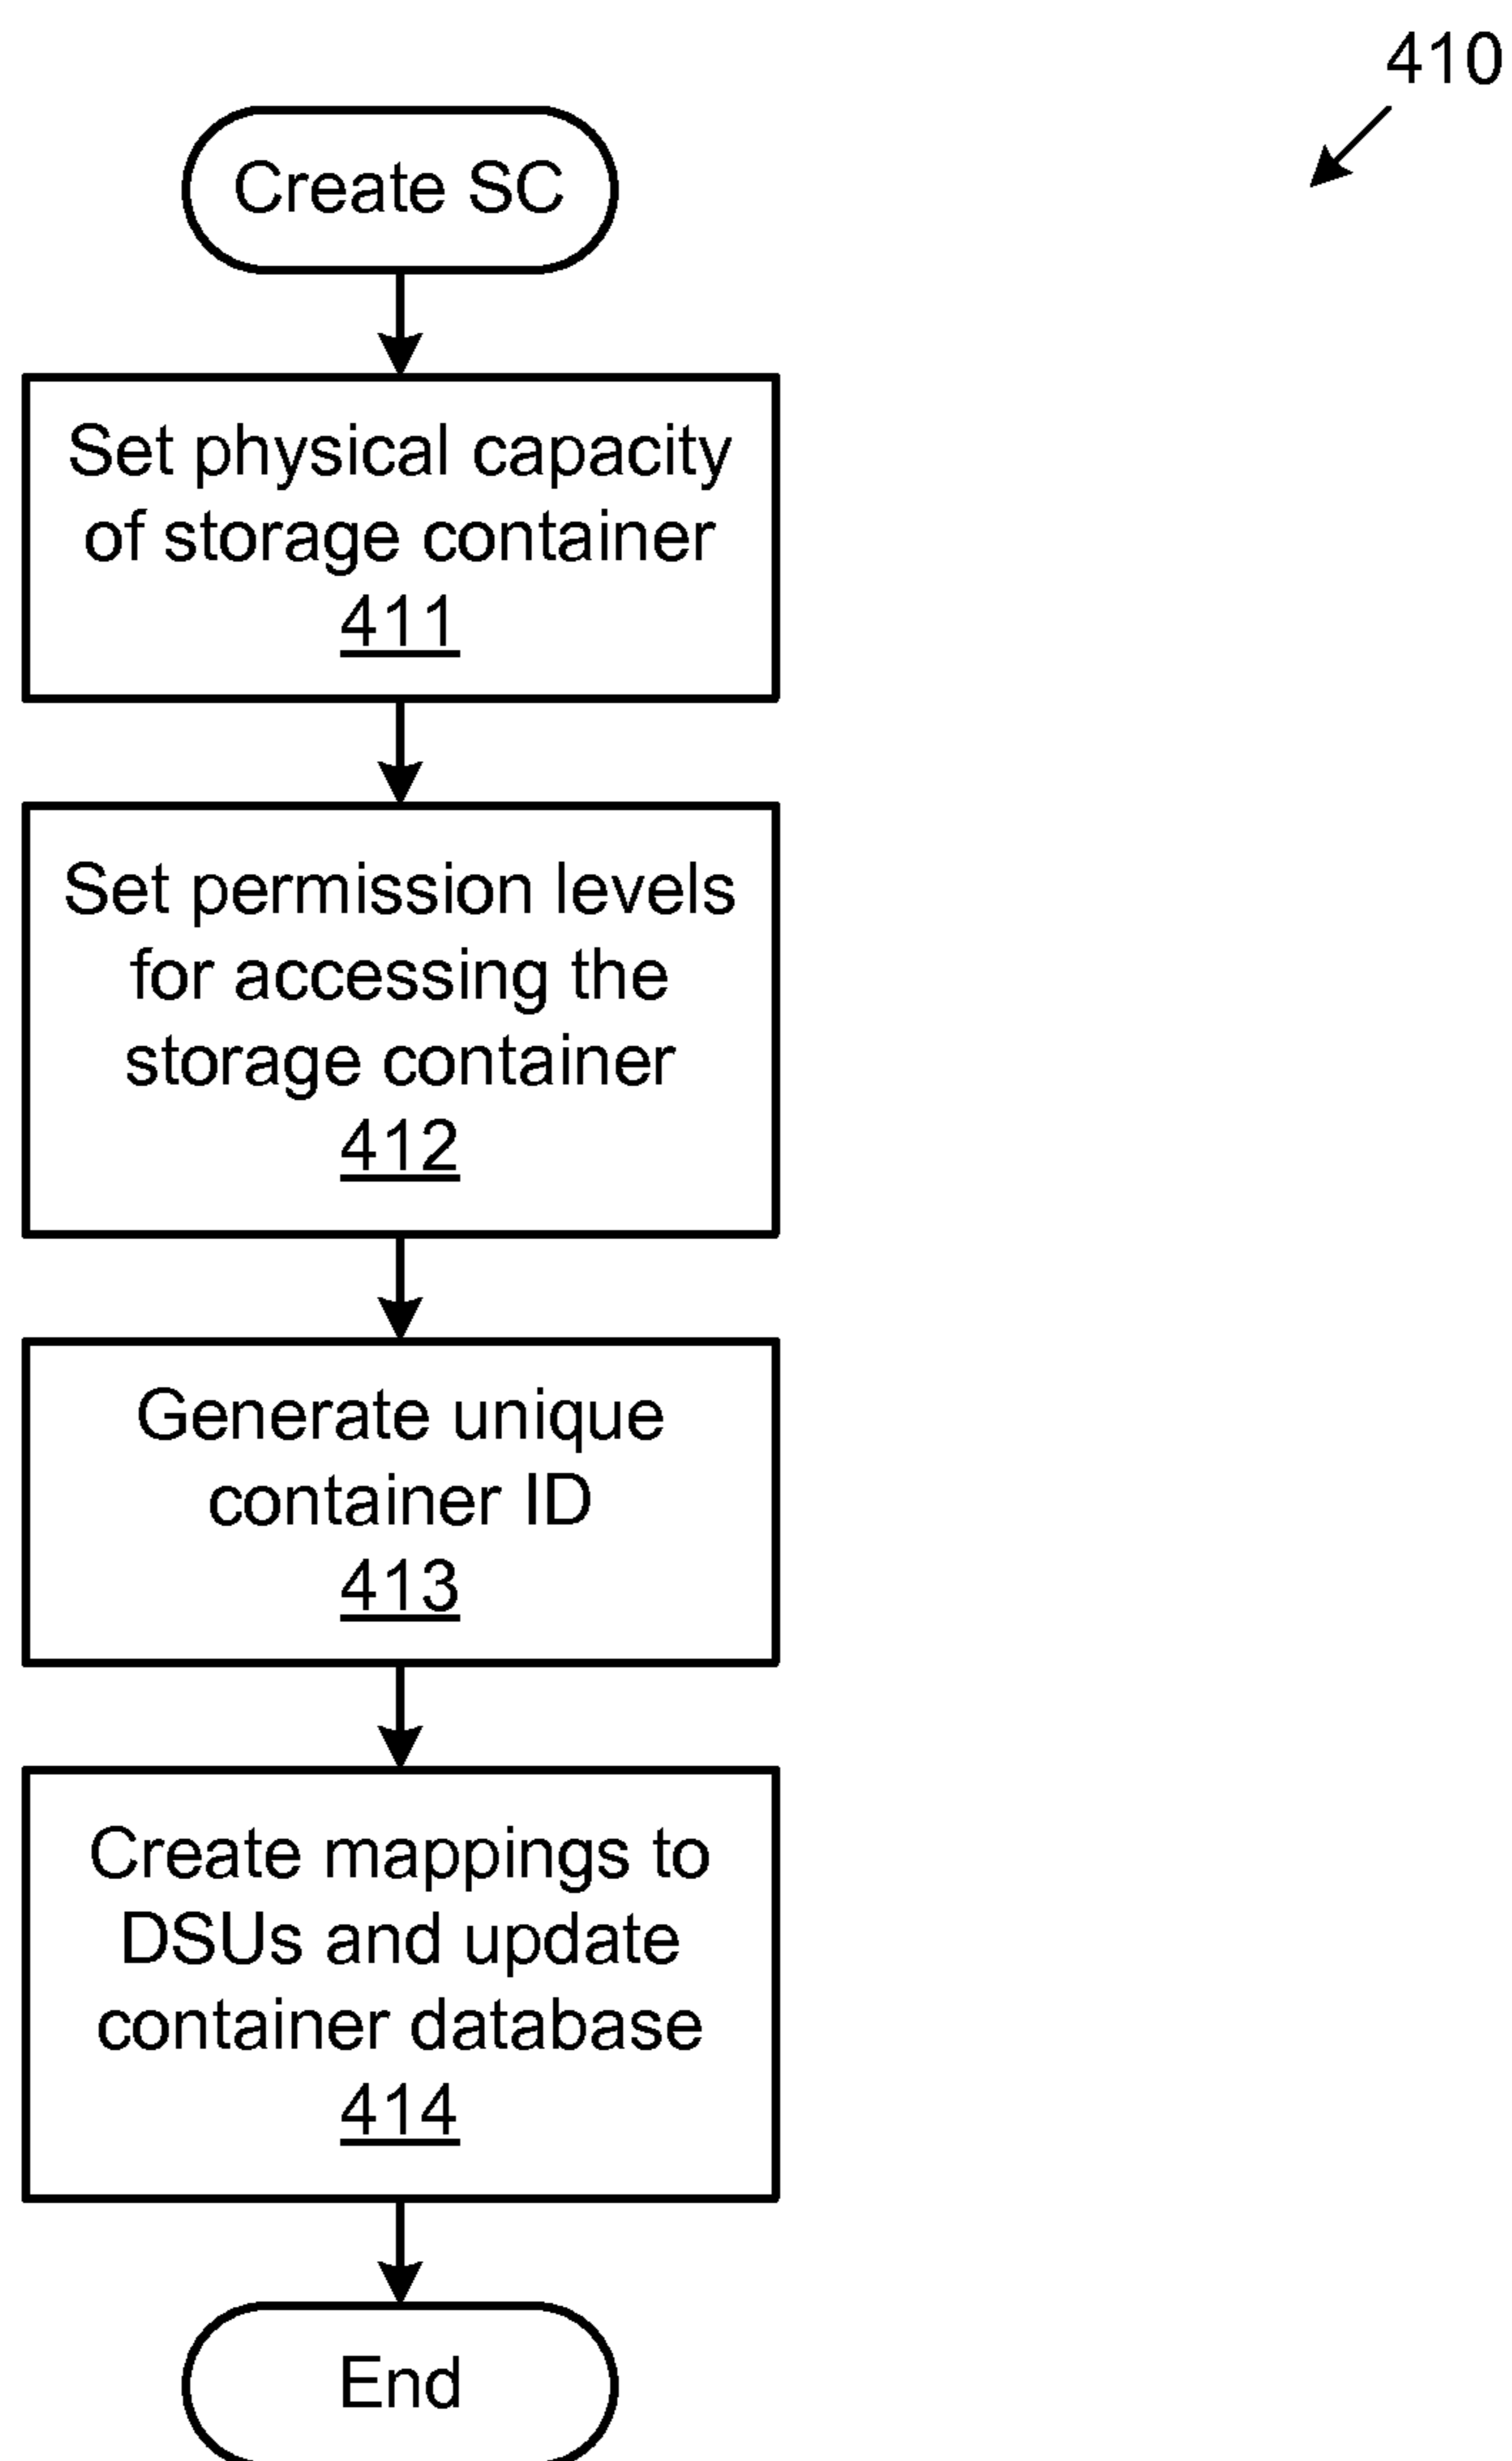 410
Create SC
Set physical capacity
of storage container
411
Set permission levels
for accessing the
storage container
412
Generate unique
container ID
413
Create mappings to
DSUs and update
container database
414
End